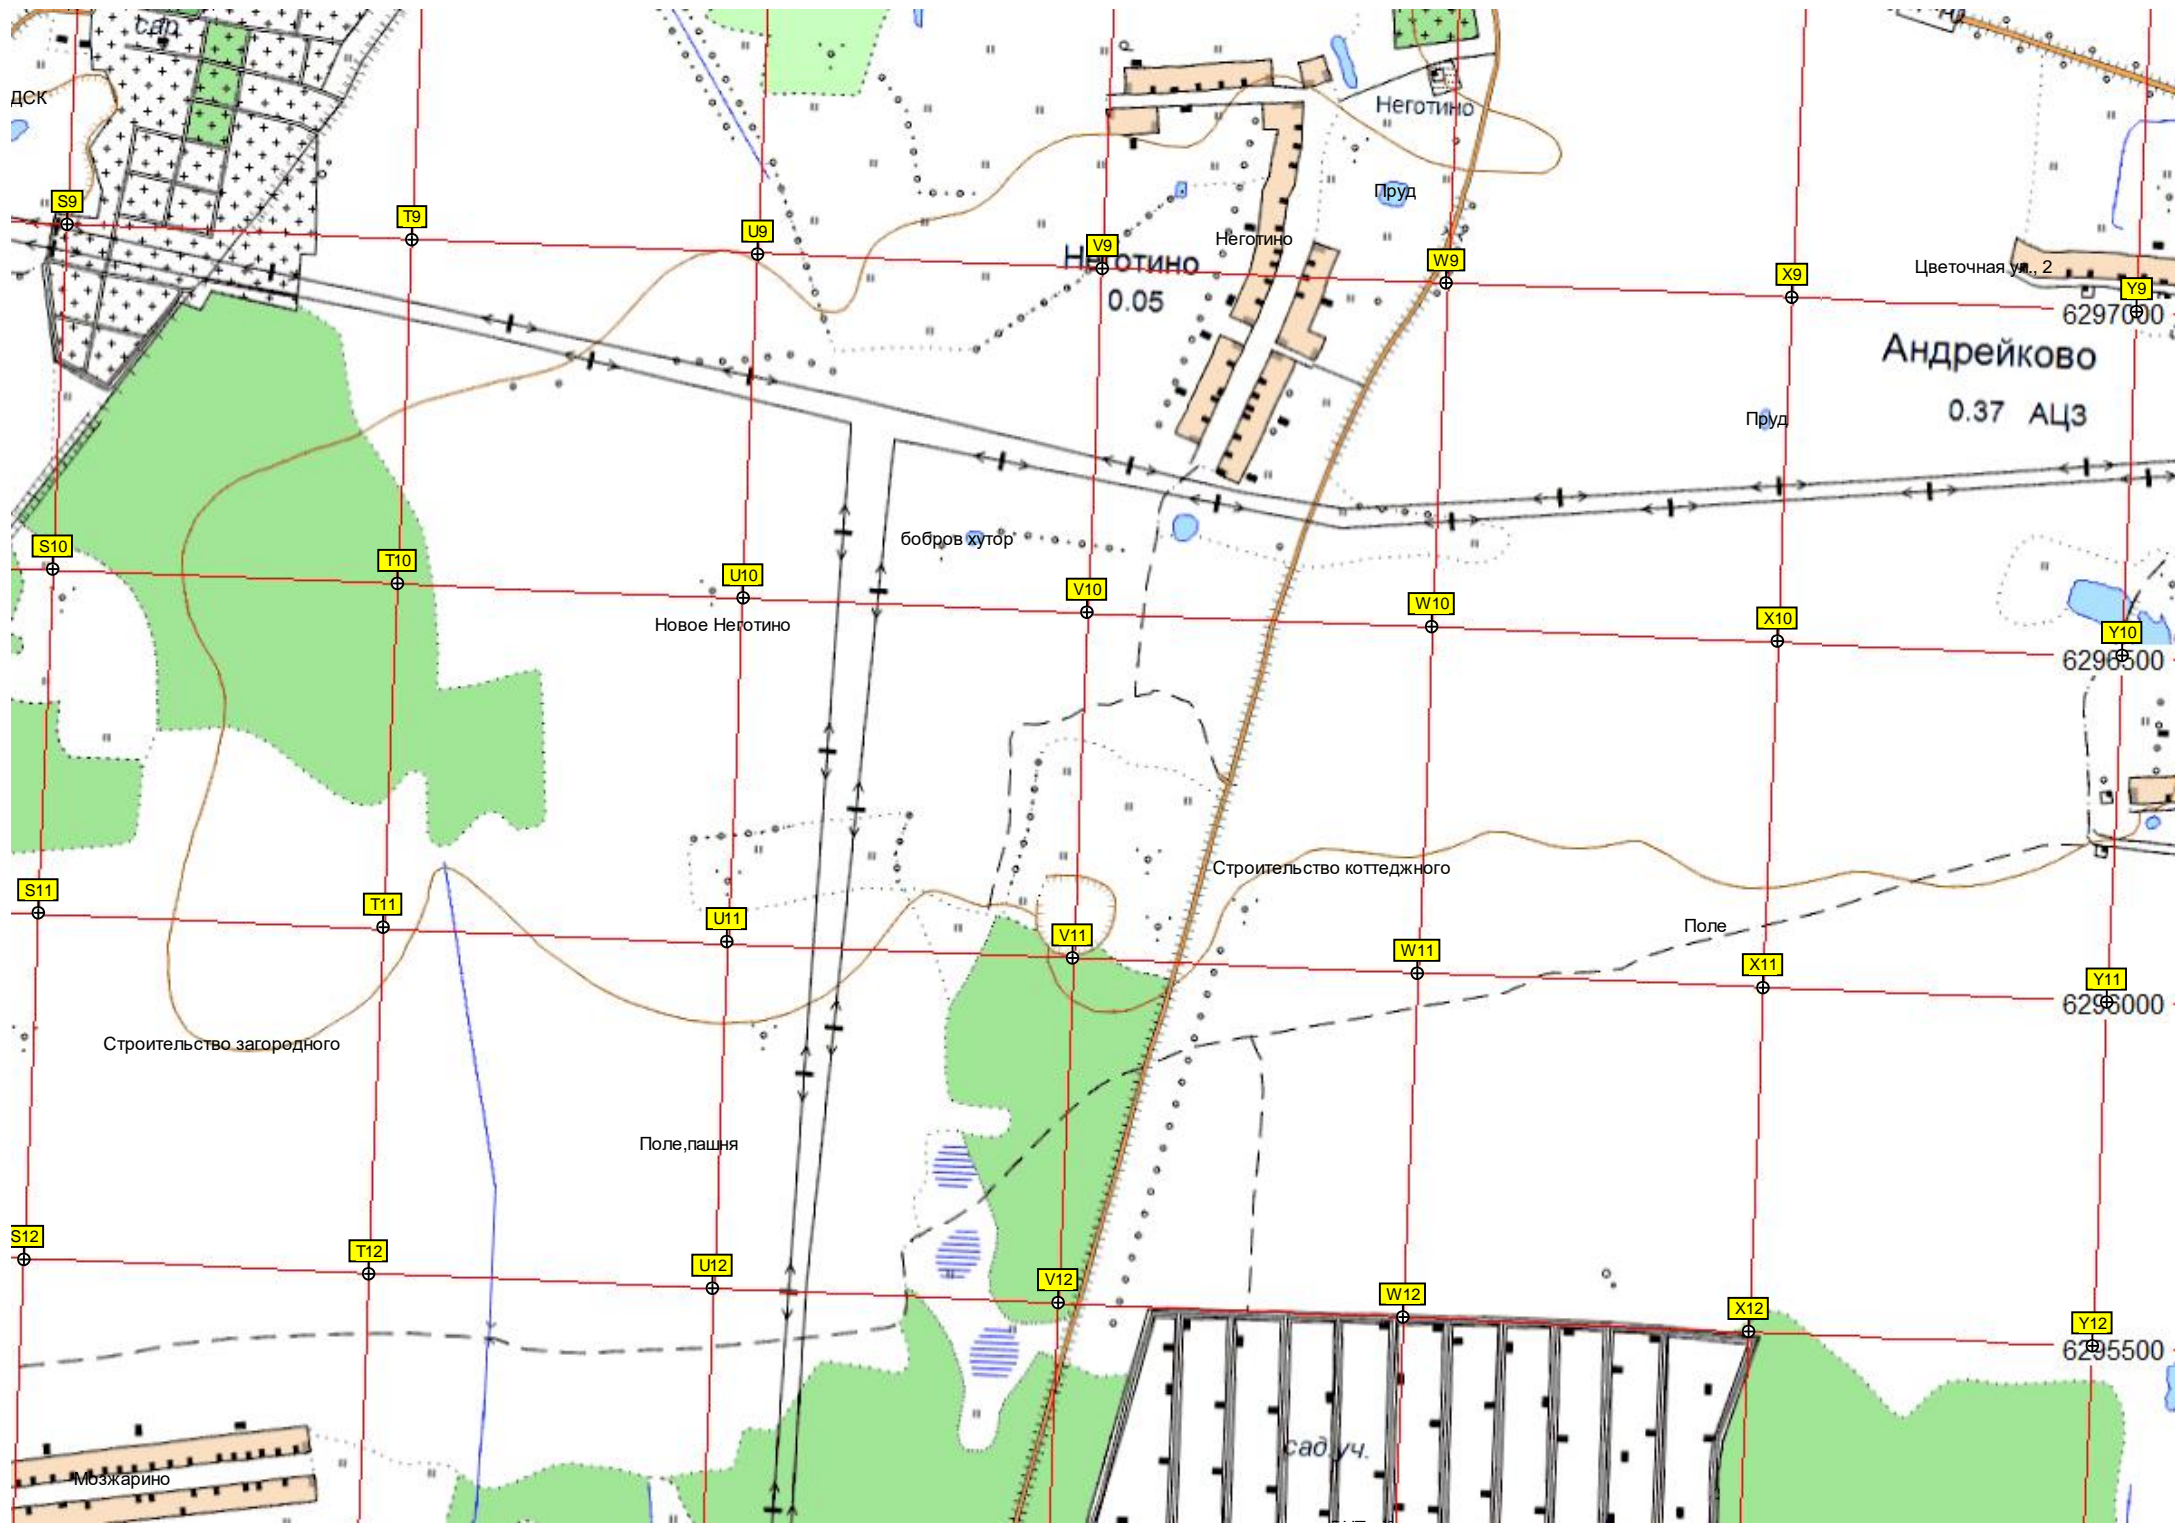 сад
ДСК
Неготино
Пруд
S9
T9
U9
V9
W9
X9
Y9
Неготино
Неготино
0.05
Цветочная ул., 2
6297000
Андрейково
0.37 АЦЗ
Пруд
бобров хутор
S10
T10
U10
V10
W10
X10
Y10
6296500
Новое Неготино
Строительство коттеджного
Поле
S11
T11
U11
V11
W11
X11
Y11
6296000
Строительство загородного
Поле,пашня
S12
T12
U12
V12
W12
X12
Y12
6295500
сад.уч.
Мозжарино